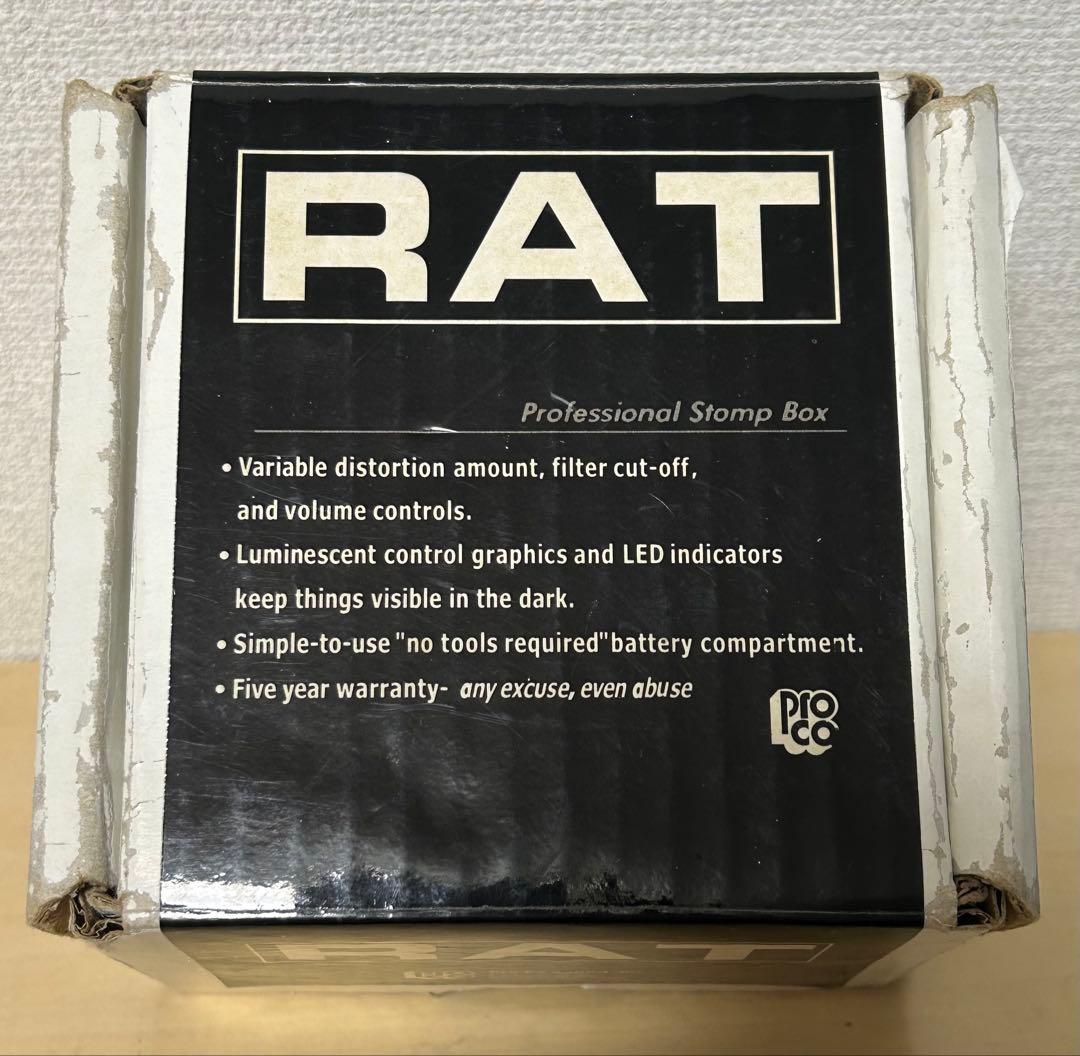 RAT
Professional Stomp Box
• Variable distortion amount, filter cut-off,
and volume controls.
• Luminescent control graphics and LED indicators
keep things visible in the dark.
• Simple-to-use "no tools required" battery compartment.
• Five year warranty- any excuse, even abuse
pro
co
RAT